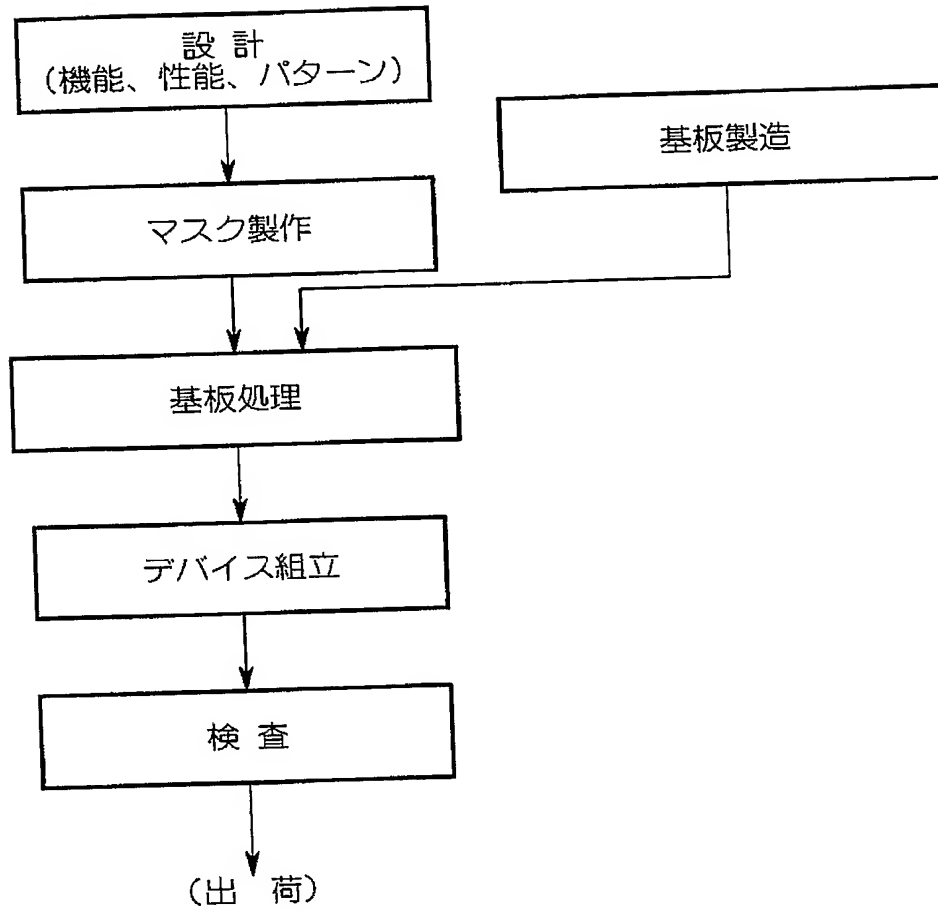 設 計
(機能、性能、パターン)
基板製造
マスク製作
基板処理
デバイス組立
検 査
(出 荷)